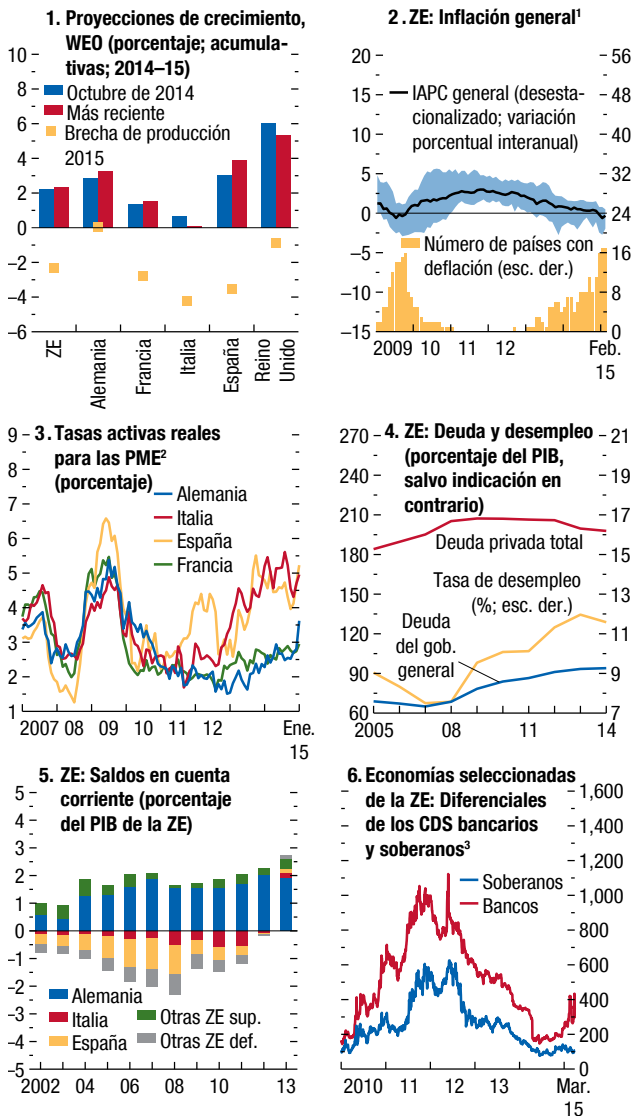 1. Proyecciones de crecimiento,
WEO (porcentaje; acumula-
tivas; 2014–15)
Octubre de 2014
Más reciente
Brecha de producción
2015
10
8
6
4
2
0
–2
–4
–6
ZE
Alemania
Francia
Italia
España
Reino
Unido
2. ZE: Inflación general¹
IAPC general (desesta-
cionalizado; variación
porcentual interanual)
Número de países con
deflación (esc. der.)
20
15
10
5
0
–5
–10
–15
56
52
48
44
40
36
32
28
24
20
16
12
8
4
0
2009 10 11 12 Feb.
15
3. Tasas activas reales
para las PME²
(porcentaje)
Alemania
Italia
España
Francia
9
8
7
6
5
4
3
2
1
2007 08 09 10 11 12 Ene.
15
4. ZE: Deuda y desempleo
(porcentaje del PIB,
salvo indicación en
contrario)
Deuda privada total
Tasa de desempleo
(%; esc. der.)
Deuda
del gob.
general
270
240
210
180
150
120
90
60
21
19
17
15
13
11
9
7
2005 08 11 14
5. ZE: Saldos en cuenta
corriente (porcentaje
del PIB de la ZE)
Alemania
Italia
España
Otras ZE sup.
Otras ZE def.
5
4
3
2
1
0
–1
–2
–3
–4
–5
2002 04 06 08 10 13
6. Economías seleccionadas
de la ZE: Diferenciales
de los CDS bancarios
y soberanos³
Soberanos
Bancos
1,600
1,400
1,200
1,000
800
600
400
200
0
2010 11 12 13 Mar.
15